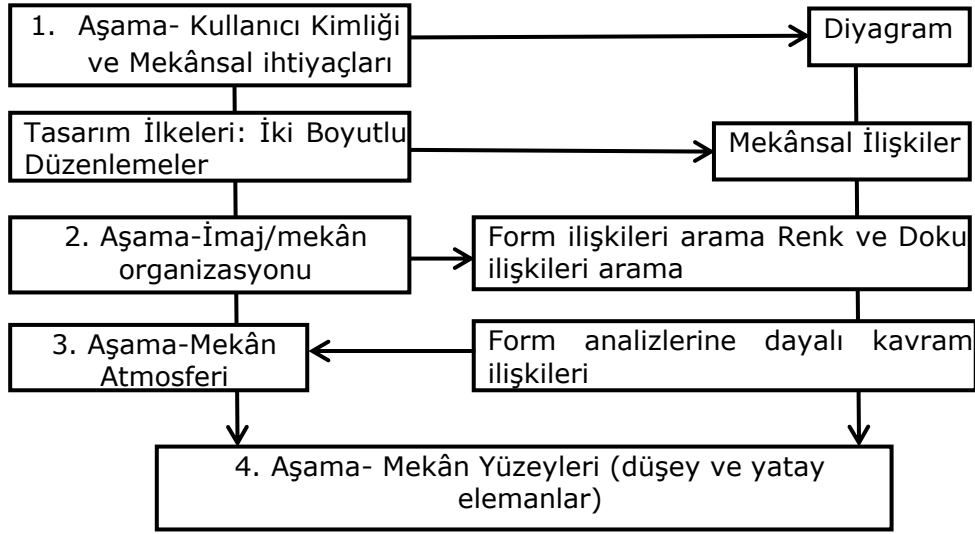 1. Aşama- Kullanıcı Kimliği
ve Mekânsal ihtiyaçları
Diyagram
Tasarım İlkeleri: İki Boyutlu
Düzenlemeler
Mekânsal İlişkiler
2. Aşama-İmaj/mekân
organizasyonu
Form ilişkileri arama Renk ve Doku
ilişkileri arama
3. Aşama-Mekân
Atmosferi
Form analizlerine dayalı kavram
ilişkileri
4. Aşama- Mekân Yüzeyleri (düşey ve yatay
elemanlar)